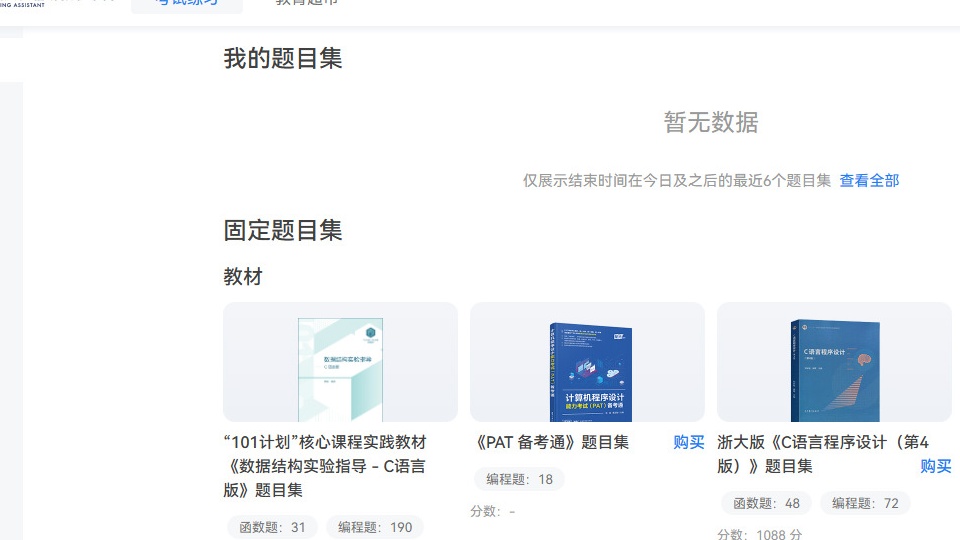 ING ASSISTANT
考试练习
教育超市
我的题目集
暂无数据
仅展示结束时间在今日及之后的最近6个题目集 查看全部
固定题目集
教材
数据结构实验指导
计算机程序设计
能力考试(PAT)备考通
C语言程序设计
“101计划”核心课程实践教材
《数据结构实验指导 - C语言
版》题目集
函数题: 31 编程题: 190
《PAT 备考通》题目集 购买
编程题: 18
分数: -
浙大版《C语言程序设计(第4
版)》题目集 购买
函数题: 48 编程题: 72
分数: 1088 分